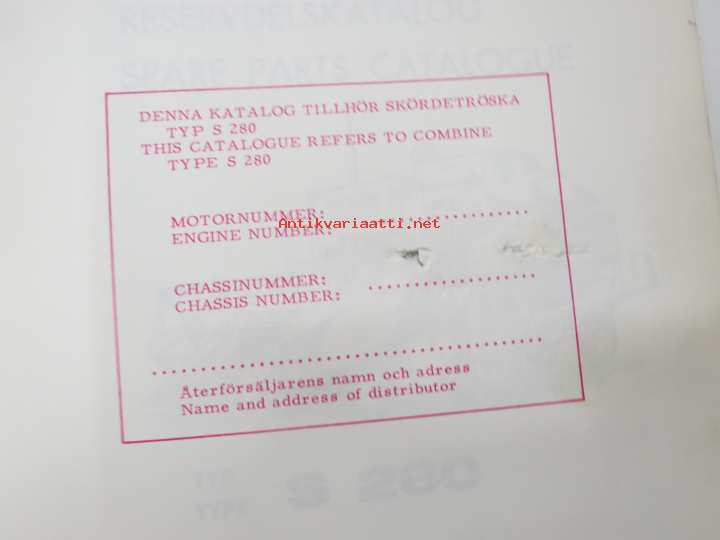 RESERVDELSKATALOG
SPARE PARTS CATALOGUE
DENNA KATALOG TILLHÖR SKÖRDETRÖSKA
TYP S 280
THIS CATALOGUE REFERS TO COMBINE
TYPE S 280
MOTORNUMMER: ....................
Antikvariaatti.net
ENGINE NUMBER:
CHASSINUMMER:
CHASSIS NUMBER: ....................
........................................
Återförsäljarens namn och adress
Name and address of distributor
TYP
TYPE S 280